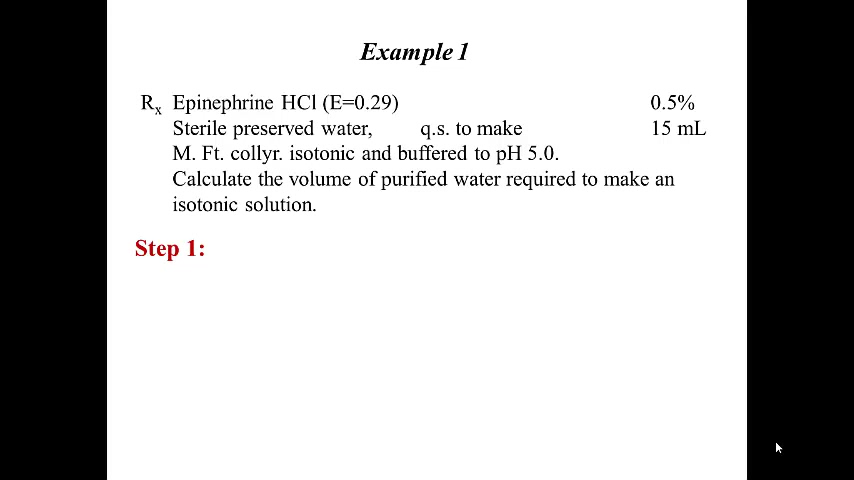 Example 1
Rx Epinephrine HCl (E=0.29) 0.5%
Sterile preserved water, q.s. to make 15 mL
M. Ft. collyr. isotonic and buffered to pH 5.0.
Calculate the volume of purified water required to make an
isotonic solution.
Step 1: